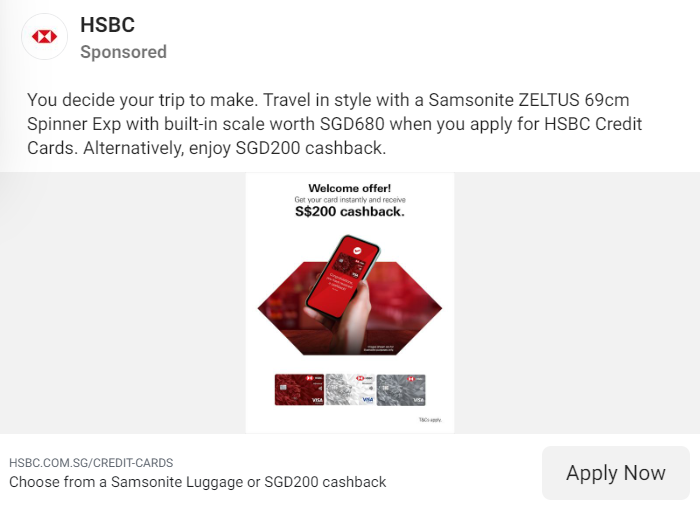 HSBC
Sponsored
You decide your trip to make. Travel in style with a Samsonite ZELTUS 69cm
Spinner Exp with built-in scale worth SGD680 when you apply for HSBC Credit
Cards. Alternatively, enjoy SGD200 cashback.
Welcome offer!
Get your card instantly and receive
S$200 cashback.
VISA
VISA
VISA
T&Cs apply.
HSBC.COM.SG/CREDIT-CARDS
Choose from a Samsonite Luggage or SGD200 cashback
Apply Now